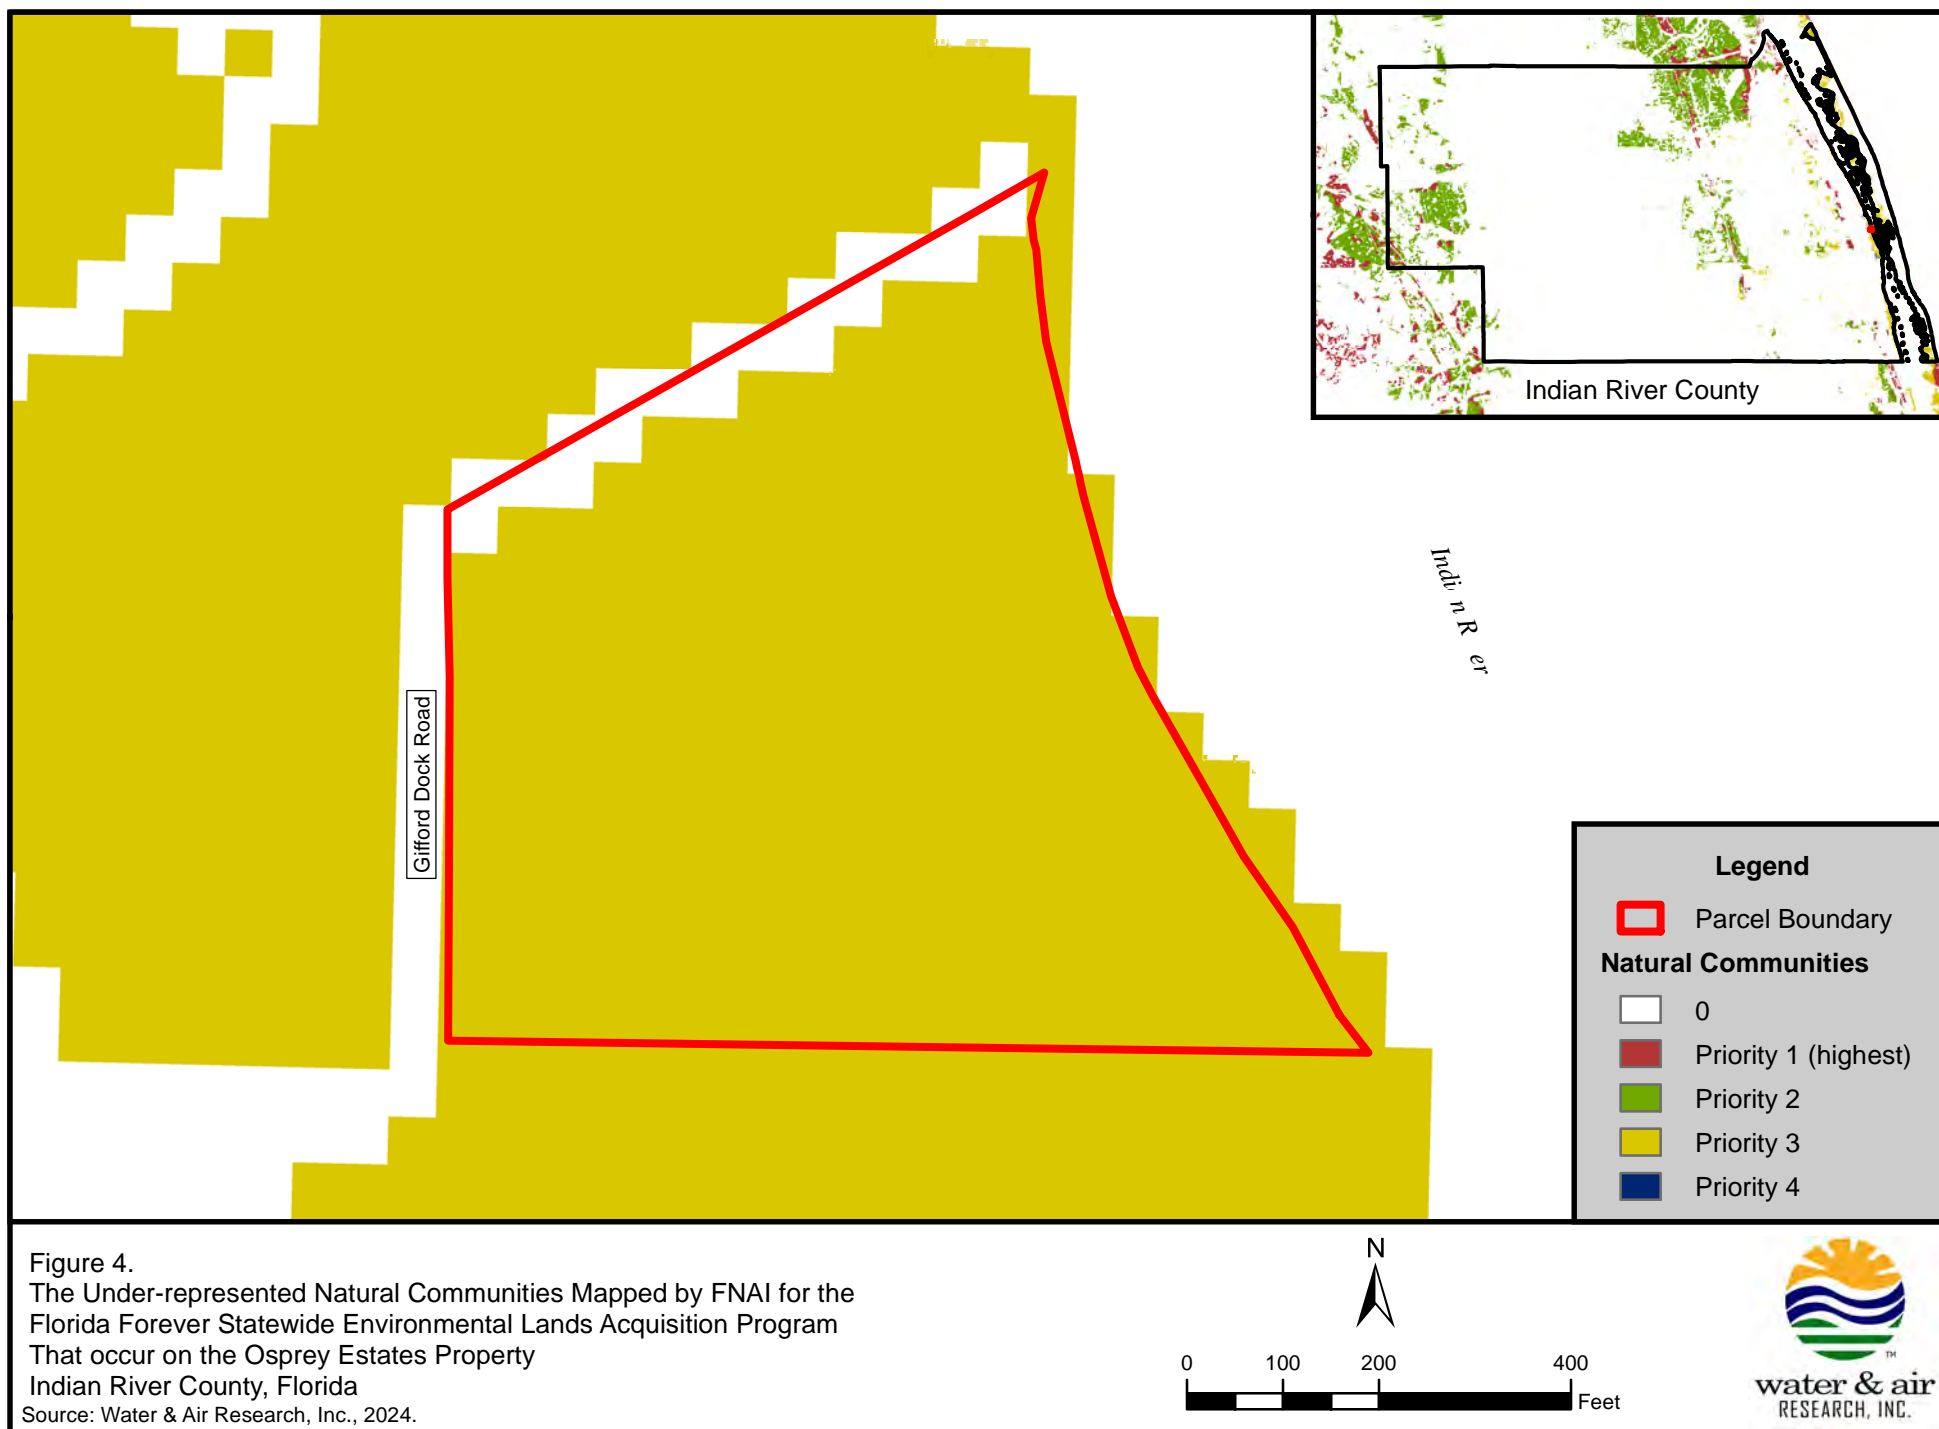 Indian River County
Gifford Dock Road
Legend
Parcel Boundary
Natural Communities
0
Priority 1 (highest)
Priority 2
Priority 3
Priority 4
Figure 4.
The Under-represented Natural Communities Mapped by FNAI for the
Florida Forever Statewide Environmental Lands Acquisition Program
That occur on the Osprey Estates Property
Indian River County, Florida
Source: Water & Air Research, Inc., 2024.
N
0 100 200 400
Feet
TM
water & air
RESEARCH, INC.